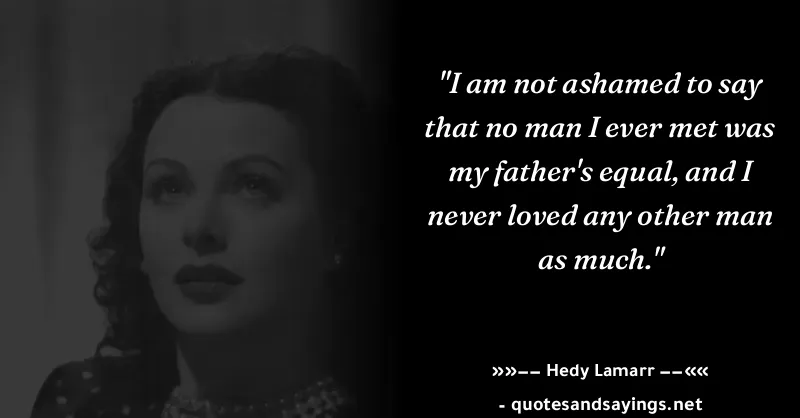 "I am not ashamed to say
that no man I ever met was
my father's equal, and I
never loved any other man
as much."
»»−− Hedy Lamarr −−««
- quotesandsayings.net